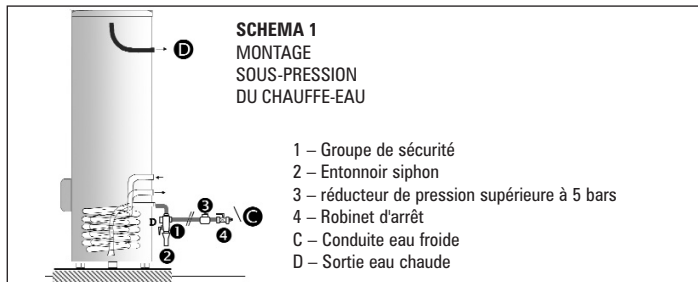 SCHEMA 1
MONTAGE
SOUS-PRESSION
DU CHAUFFE-EAU
D
1 – Groupe de sécurité
2 – Entonnoir siphon
3 – réducteur de pression supérieure à 5 bars
4 – Robinet d'arrêt
C – Conduite eau froide
D – Sortie eau chaude
3
C
D
1
4
2